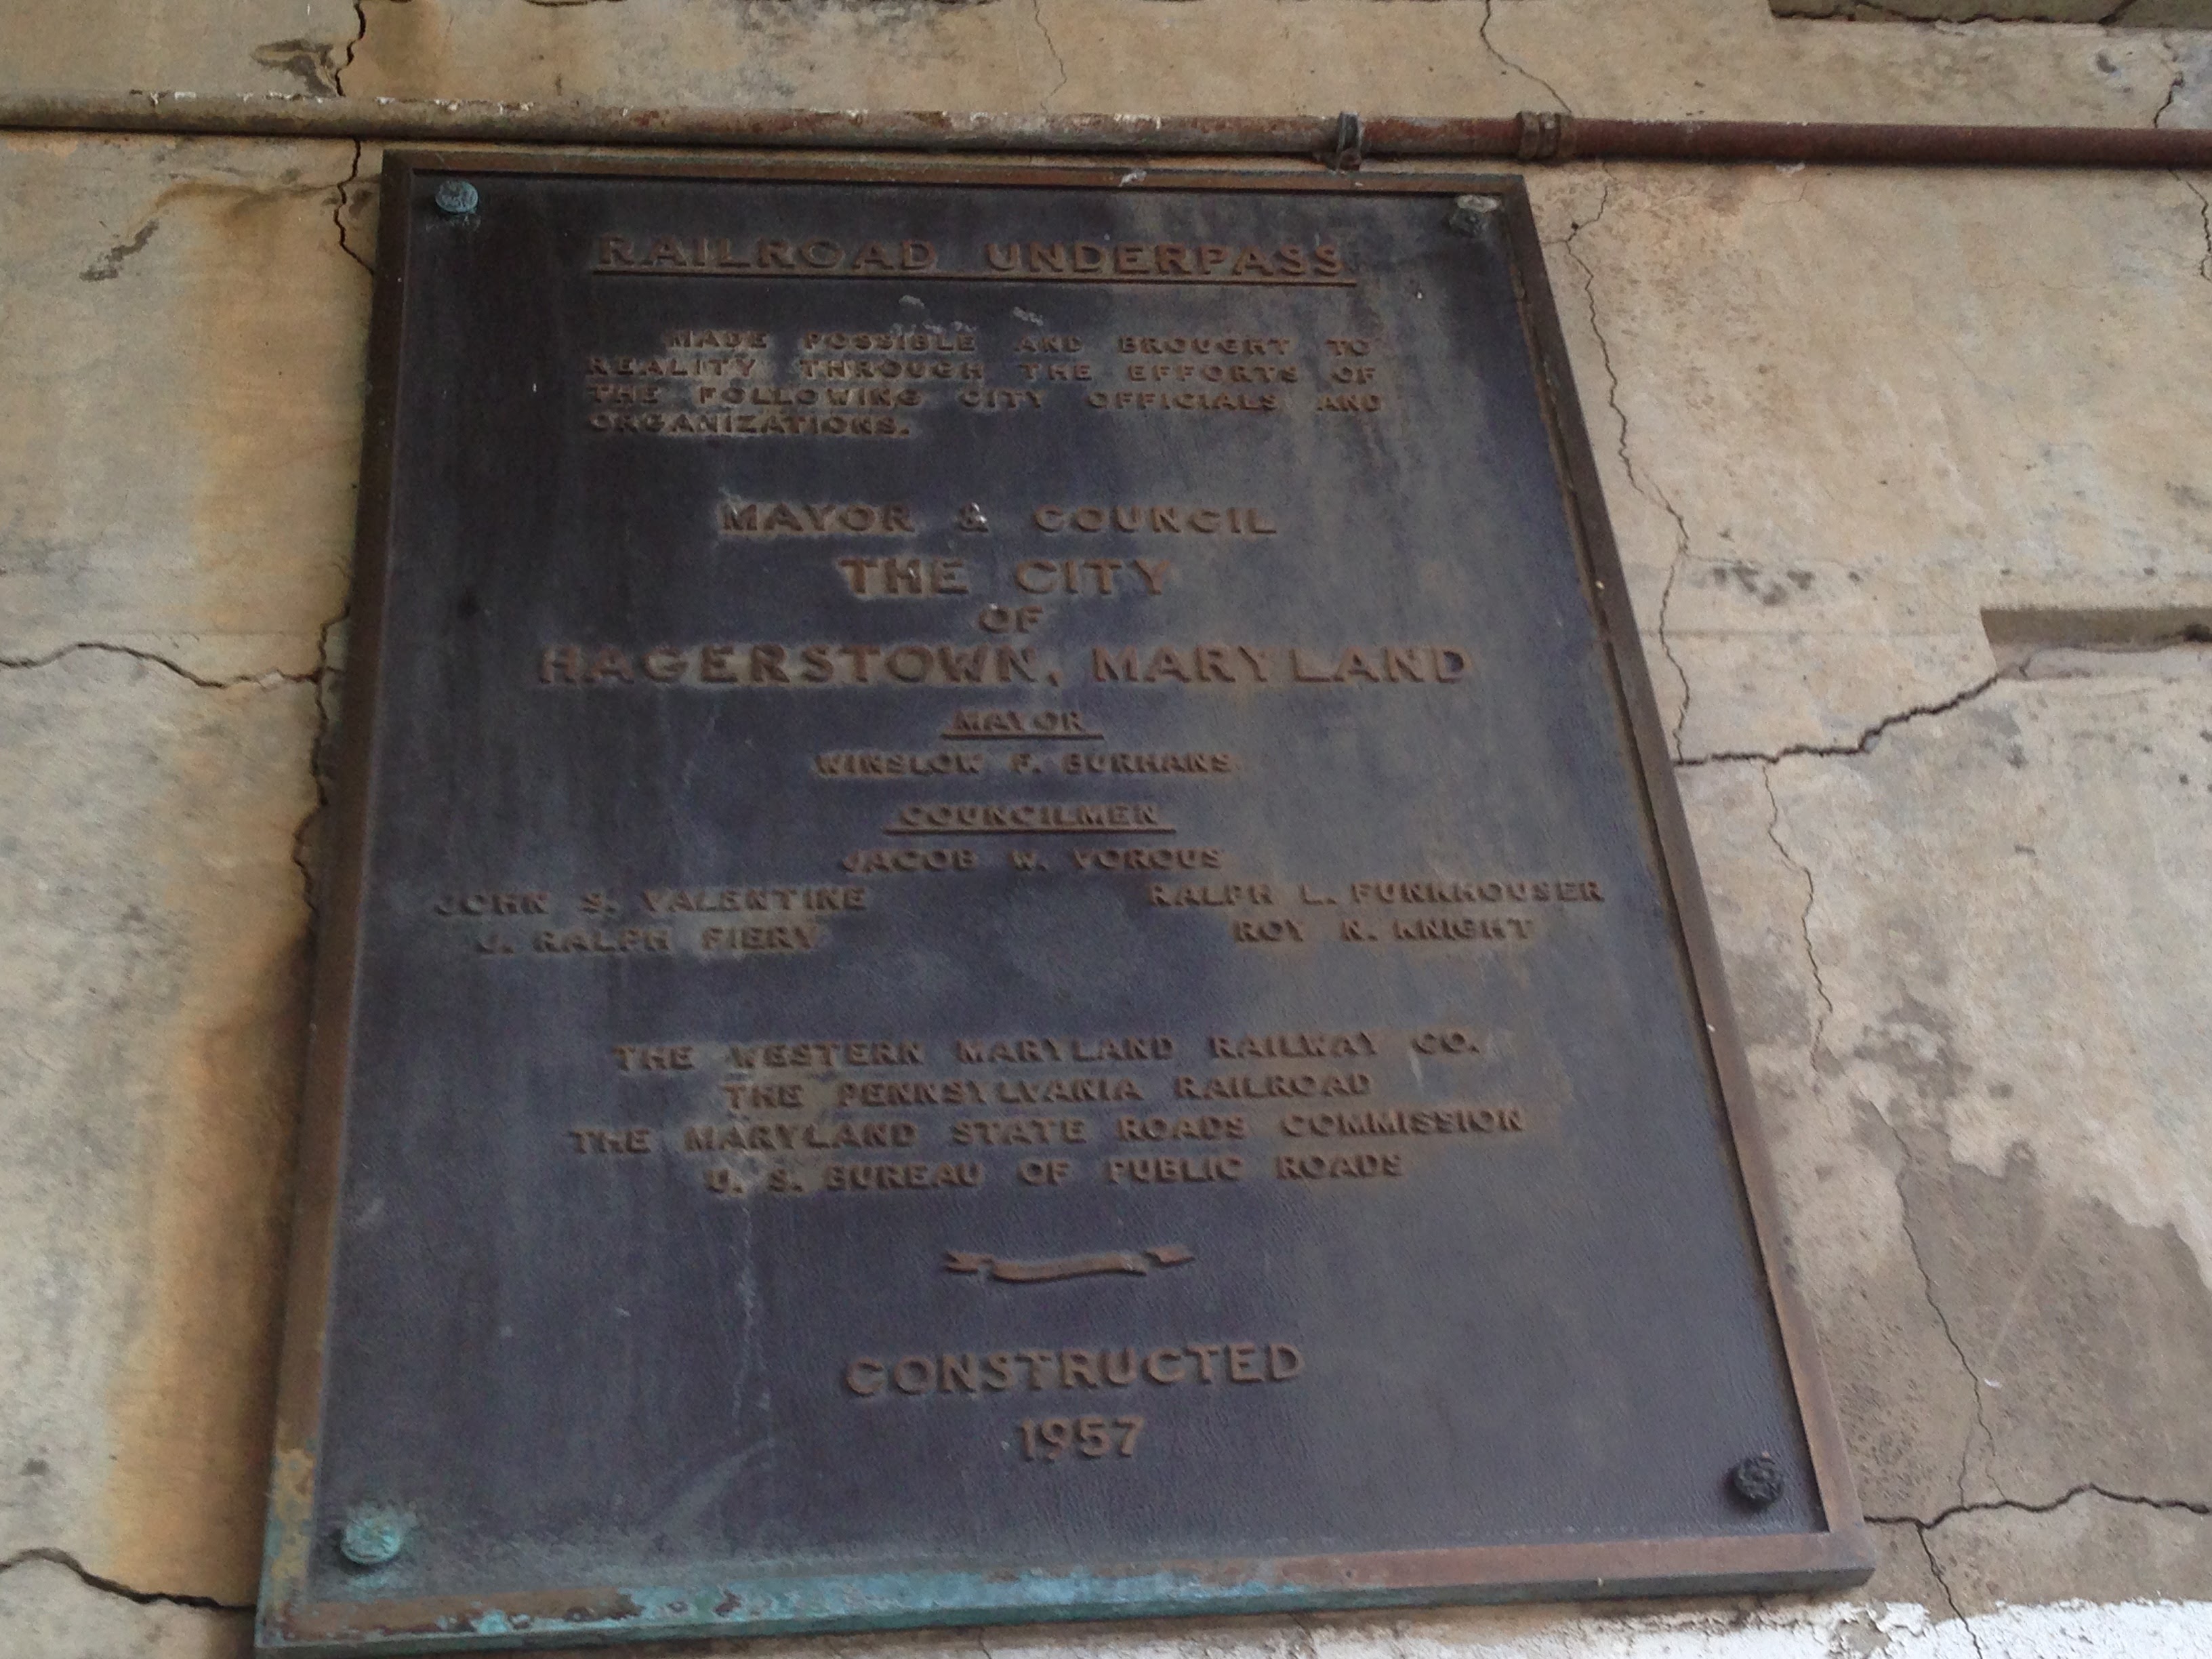 RAILROAD UNDERPASS
MADE POSSIBLE AND BROUGHT TO
REALITY THROUGH THE EFFORTS OF
THE FOLLOWING CITY OFFICIALS AND
ORGANIZATIONS.
MAYOR & COUNCIL
THE CITY
OF
HAGERSTOWN, MARYLAND
MAYOR
WINSLOW F. BURHANS
COUNCILMEN
JACOB W. VOROUS
JOHN S. VALENTINE RALPH L. FUNKHOUSER
J. RALPH FIERY ROY N. KNIGHT
THE WESTERN MARYLAND RAILWAY CO.
THE PENNSYLVANIA RAILROAD
THE MARYLAND STATE ROADS COMMISSION
U. S. BUREAU OF PUBLIC ROADS
CONSTRUCTED
1957